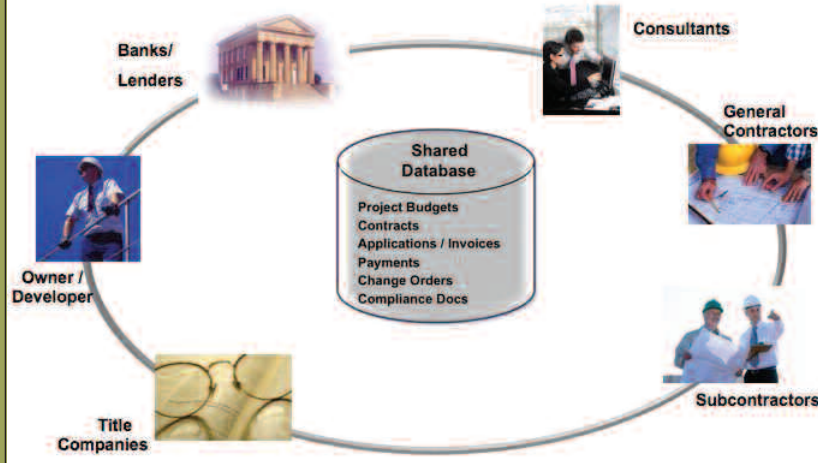 Banks/
Lenders
Consultants
General
Contractors
Shared
Database
Project Budgets
Contracts
Applications / Invoices
Payments
Change Orders
Compliance Docs
Owner /
Developer
Subcontractors
Title
Companies